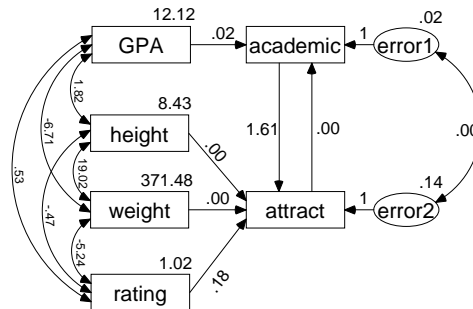 12.12
.02
GPA
.02
academic
1
error1
1.82
8.43
-6.71
height
.00
1.61
.00
.00
.53
19.02
371.48
-.47
.14
weight
.00
attract
1
error2
-5.24
1.02
.18
rating